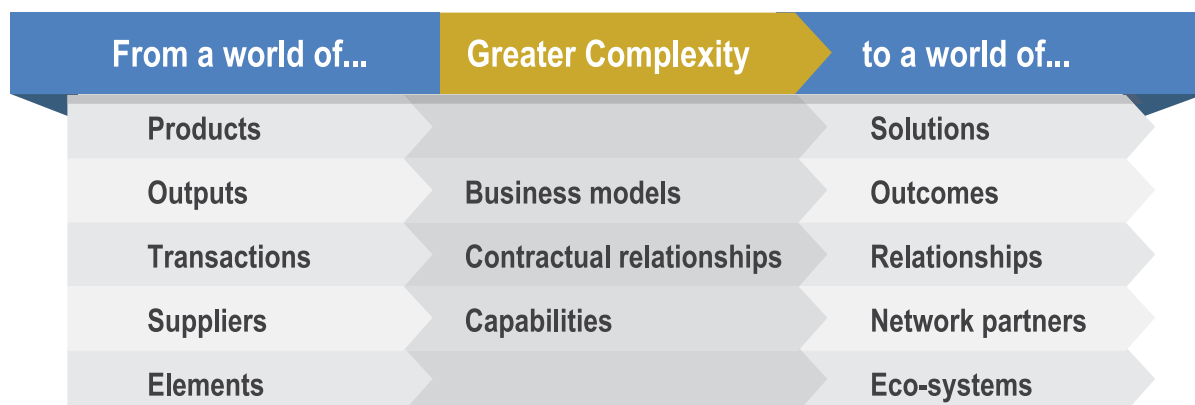 From a world of... Greater Complexity to a world of...
Products Solutions
Outputs Business models Outcomes
Transactions Contractual relationships Relationships
Suppliers Capabilities Network partners
Elements Eco-systems